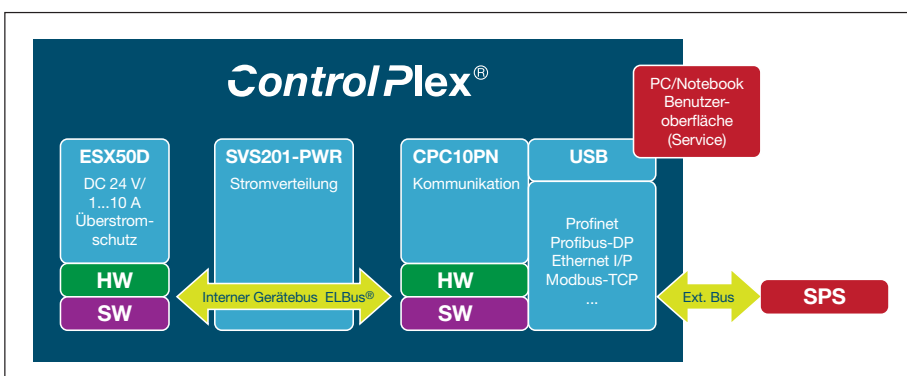 ControlPlex®
PC/Notebook
Benutzer-
oberfläche
(Service)
ESX50D
DC 24 V/
1...10 A
Überstrom-
schutz
HW
SW
SVS201-PWR
Stromverteilung
Interner Gerätebus ELBus®
CPC10PN
Kommunikation
HW
SW
USB
Profinet
Profibus-DP
Ethernet I/P
Modbus-TCP
...
Ext. Bus
SPS